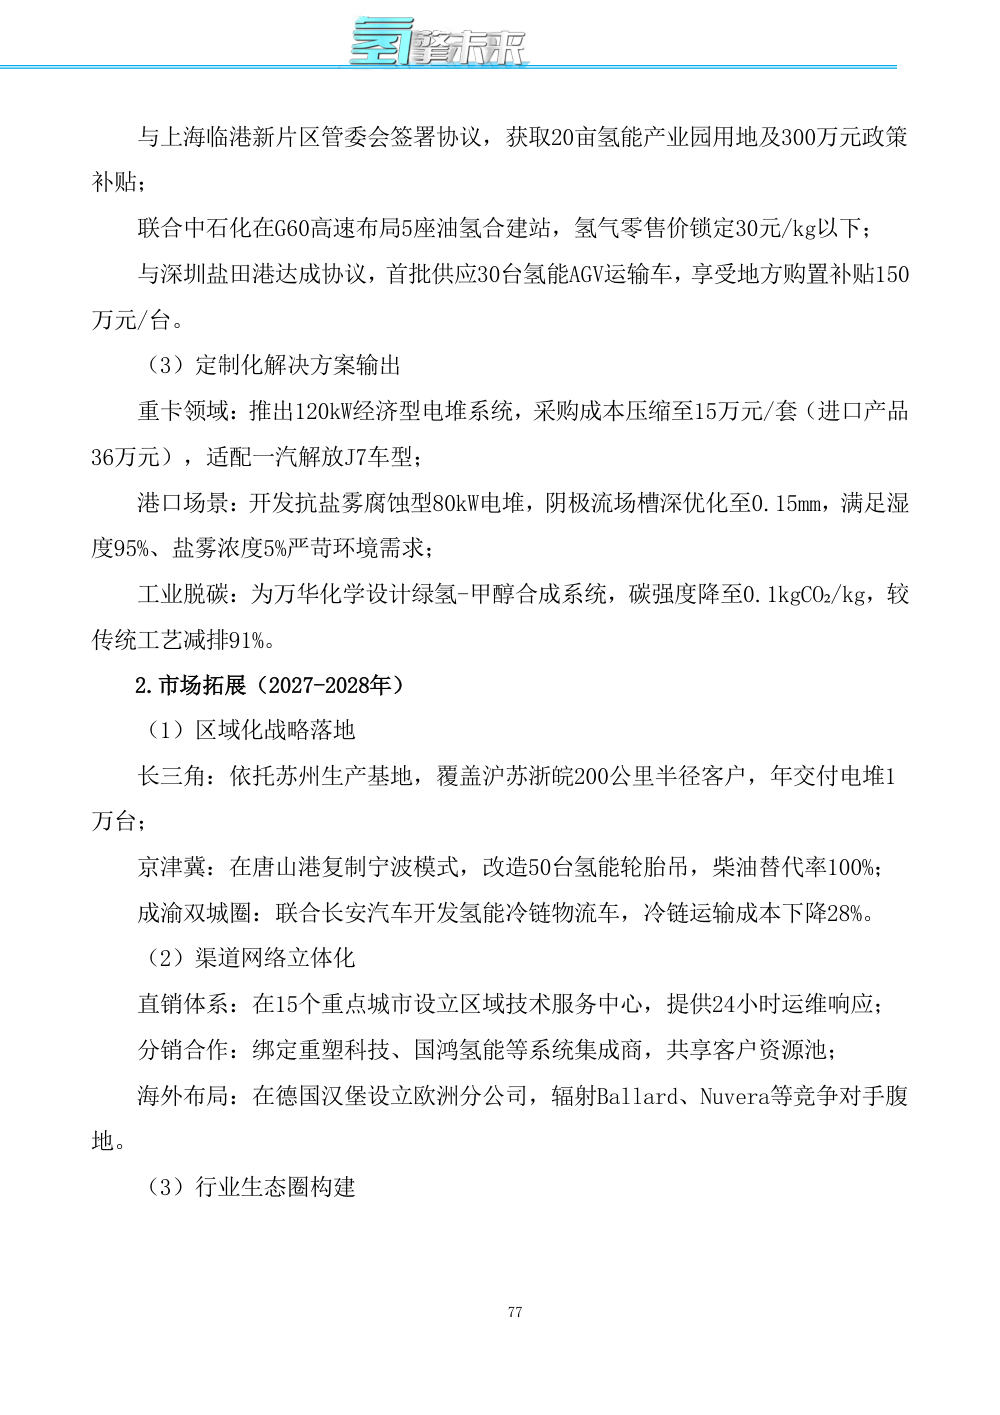 氢擎未来
与上海临港新片区管委会签署协议，获取20亩氢能产业园用地及300万元政策
补贴；
联合中石化在G60高速布局5座油氢合建站，氢气零售价锁定30元/kg以下；
与深圳盐田港达成协议，首批供应30台氢能AGV运输车，享受地方购置补贴150
万元/台。
（3）定制化解决方案输出
重卡领域：推出120kW经济型电堆系统，采购成本压缩至15万元/套（进口产品
36万元），适配一汽解放J7车型；
港口场景：开发抗盐雾腐蚀型80kW电堆，阴极流场槽深优化至0.15mm，满足湿
度95%、盐雾浓度5%严苛环境需求；
工业脱碳：为万华化学设计绿氢-甲醇合成系统，碳强度降至0.1kgCO₂/kg，较
传统工艺减排91%。
2.市场拓展（2027-2028年）
（1）区域化战略落地
长三角：依托苏州生产基地，覆盖沪苏浙皖200公里半径客户，年交付电堆1
万台；
京津冀：在唐山港复制宁波模式，改造50台氢能轮胎吊，柴油替代率100%；
成渝双城圈：联合长安汽车开发氢能冷链物流车，冷链运输成本下降28%。
（2）渠道网络立体化
直销体系：在15个重点城市设立区域技术服务中心，提供24小时运维响应；
分销合作：绑定重塑科技、国鸿氢能等系统集成商，共享客户资源池；
海外布局：在德国汉堡设立欧洲分公司，辐射Ballard、Nuvera等竞争对手腹
地。
（3）行业生态圈构建
77